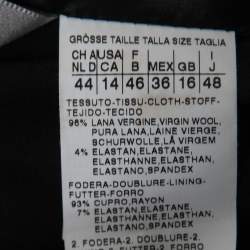 GRÖSSE TAILLE TALLA SIZE TAGLIA
CH A USA F
NL D CA B MEX GB J
44 14 46 36 16 48
TESSUTO-TISSU-CLOTH-STOFF-
TEJIDO-TECIDO
96% LANA VERGINE, VIRGIN WOOL,
PURA LANA, LAINE VIERGE,
SCHURWOLLE, LÃ VIRGEM
4% ELASTAN, ELASTANE,
ELASTHANNE, ELASTHAN,
ELASTANO, SPANDEX
FODERA-DOUBLURE-LINING-
FUTTER-FORRO
93% CUPRO, RAYON
7% ELASTAN, ELASTANE,
ELASTHANNE, ELASTHAN,
ELASTANO, SPANDEX
2. FODERA-2. DOUBLURE-